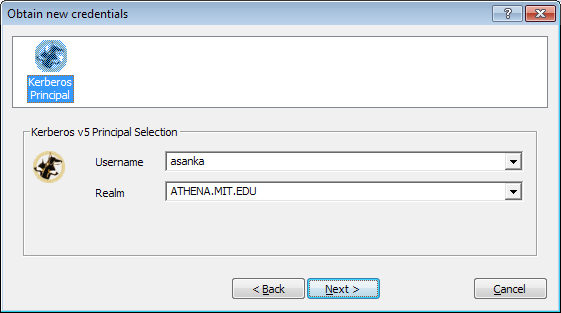 Obtain new credentials
Kerberos
Principal
Kerberos v5 Principal Selection
Username
asanka
Realm
ATHENA.MIT.EDU
< Back
Next >
Cancel